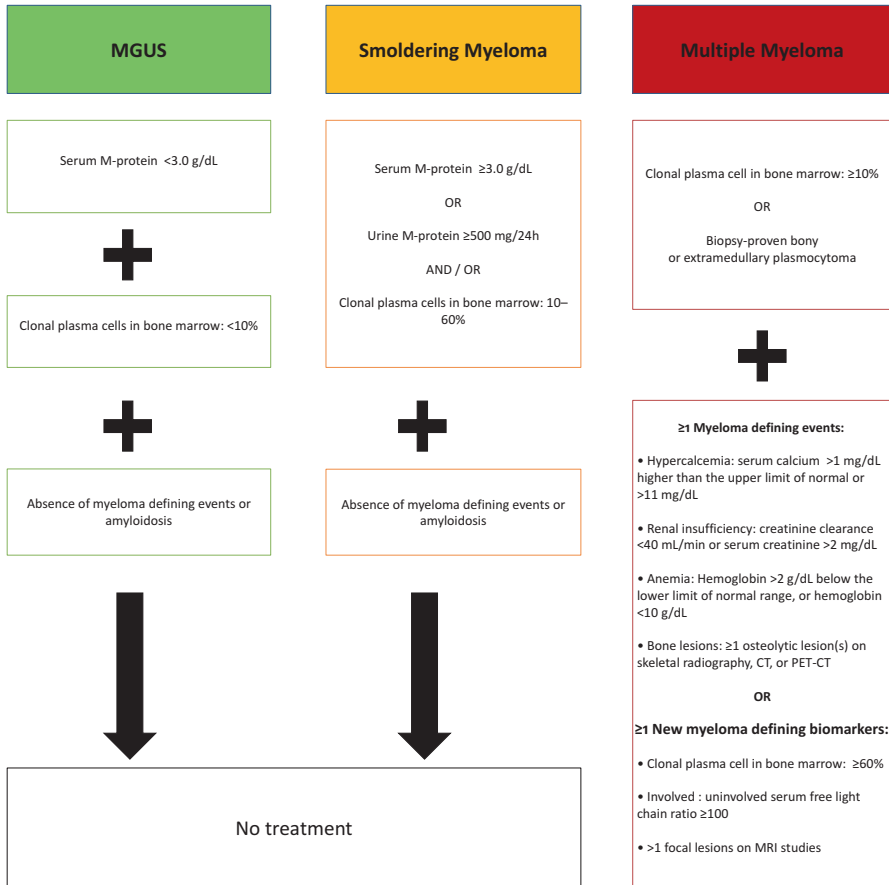 MGUS
Serum M-protein <3.0 g/dL
Clonal plasma cells in bone marrow: <10%
Absence of myeloma defining events or
amyloidosis
Smoldering Myeloma
Serum M-protein ≥3.0 g/dL
OR
Urine M-protein ≥500 mg/24h
AND / OR
Clonal plasma cells in bone marrow: 10–
60%
Absence of myeloma defining events or
amyloidosis
No treatment
Multiple Myeloma
Clonal plasma cell in bone marrow: ≥10%
OR
Biopsy-proven bony
or extramedullary plasmocytoma
≥1 Myeloma defining events:
• Hypercalcemia: serum calcium >1 mg/dL
higher than the upper limit of normal or
>11 mg/dL
• Renal insufficiency: creatinine clearance
<40 mL/min or serum creatinine >2 mg/dL
• Anemia: Hemoglobin >2 g/dL below the
lower limit of normal range, or hemoglobin
<10 g/dL
• Bone lesions: ≥1 osteolytic lesion(s) on
skeletal radiography, CT, or PET-CT
OR
≥1 New myeloma defining biomarkers:
• Clonal plasma cell in bone marrow: ≥60%
• Involved : uninvolved serum free light
chain ratio ≥100
• >1 focal lesions on MRI studies